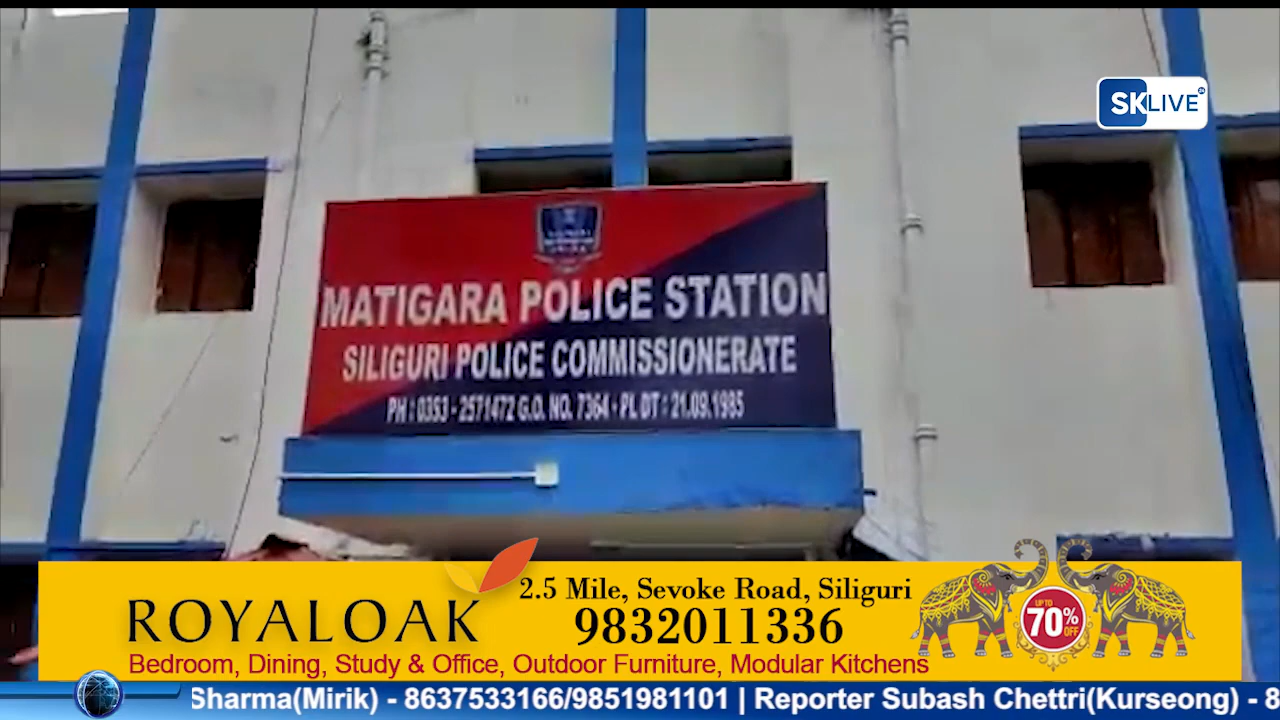 SKLIVE
MATIGARA POLICE STATION
SILIGURI POLICE COMMISSIONERATE
PH : 0353 - 2571472 G.O. NO. 7364 - PL DT : 21.09.1985
ROYALOAK
2.5 Mile, Sevoke Road, Siliguri
9832011336
UP TO
70%
OFF
Bedroom, Dining, Study & Office, Outdoor Furniture, Modular Kitchens
Sharma(Mirik) - 8637533166/9851981101 | Reporter Subash Chettri(Kurseong) - 8